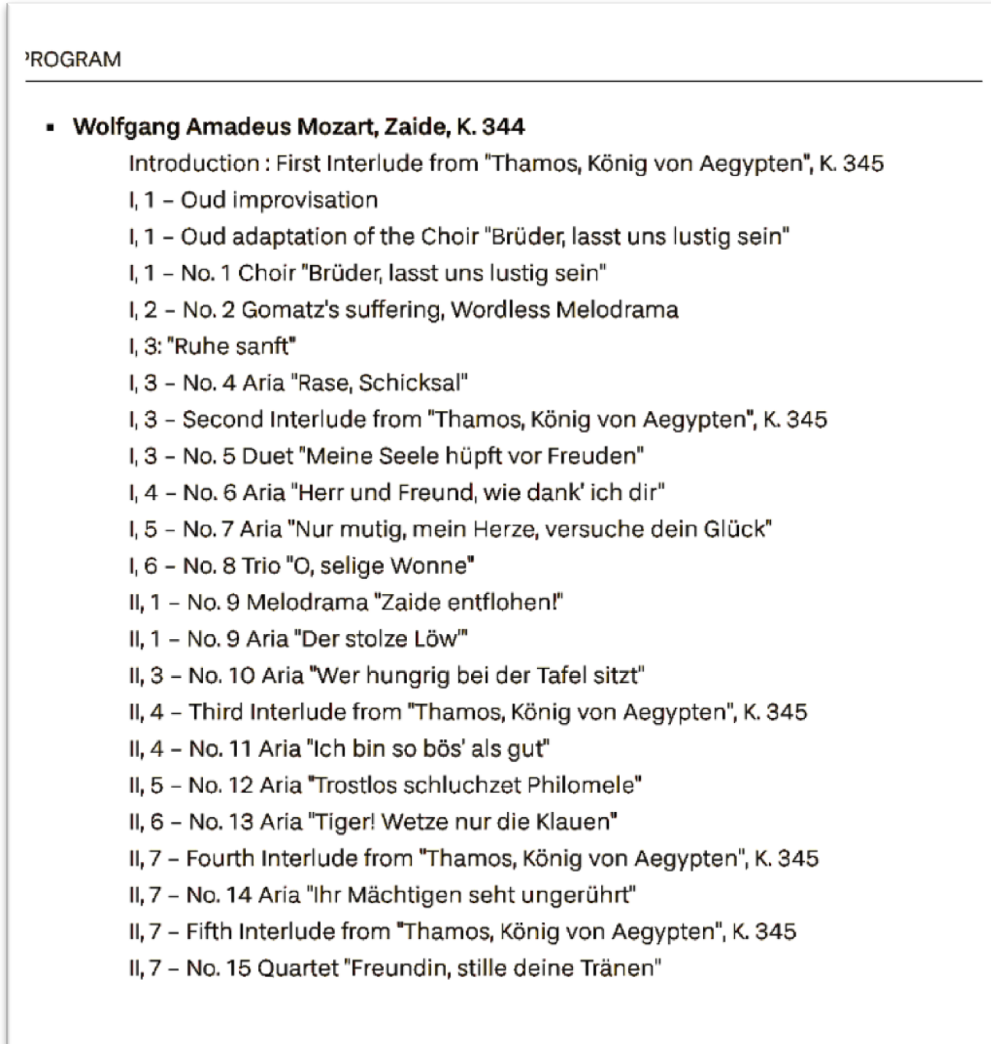 PROGRAM
▪ Wolfgang Amadeus Mozart, Zaide, K. 344
Introduction : First Interlude from "Thamos, König von Aegypten", K. 345
I, 1 – Oud improvisation
I, 1 – Oud adaptation of the Choir "Brüder, lasst uns lustig sein"
I, 1 – No. 1 Choir "Brüder, lasst uns lustig sein"
I, 2 – No. 2 Gomatz's suffering, Wordless Melodrama
I, 3: "Ruhe sanft"
I, 3 – No. 4 Aria "Rase, Schicksal"
I, 3 – Second Interlude from "Thamos, König von Aegypten", K. 345
I, 3 – No. 5 Duet "Meine Seele hüpft vor Freuden"
I, 4 – No. 6 Aria "Herr und Freund, wie dank' ich dir"
I, 5 – No. 7 Aria "Nur mutig, mein Herze, versuche dein Glück"
I, 6 – No. 8 Trio "O, selige Wonne"
II, 1 – No. 9 Melodrama "Zaide entflohen!"
II, 1 – No. 9 Aria "Der stolze Löw'"
II, 3 – No. 10 Aria "Wer hungrig bei der Tafel sitzt"
II, 4 – Third Interlude from "Thamos, König von Aegypten", K. 345
II, 4 – No. 11 Aria "Ich bin so bös' als gut"
II, 5 – No. 12 Aria "Trostlos schluchzet Philomele"
II, 6 – No. 13 Aria "Tiger! Wetze nur die Klauen"
II, 7 – Fourth Interlude from "Thamos, König von Aegypten", K. 345
II, 7 – No. 14 Aria "Ihr Mächtigen seht ungerührt"
II, 7 – Fifth Interlude from "Thamos, König von Aegypten", K. 345
II, 7 – No. 15 Quartet "Freundin, stille deine Tränen"